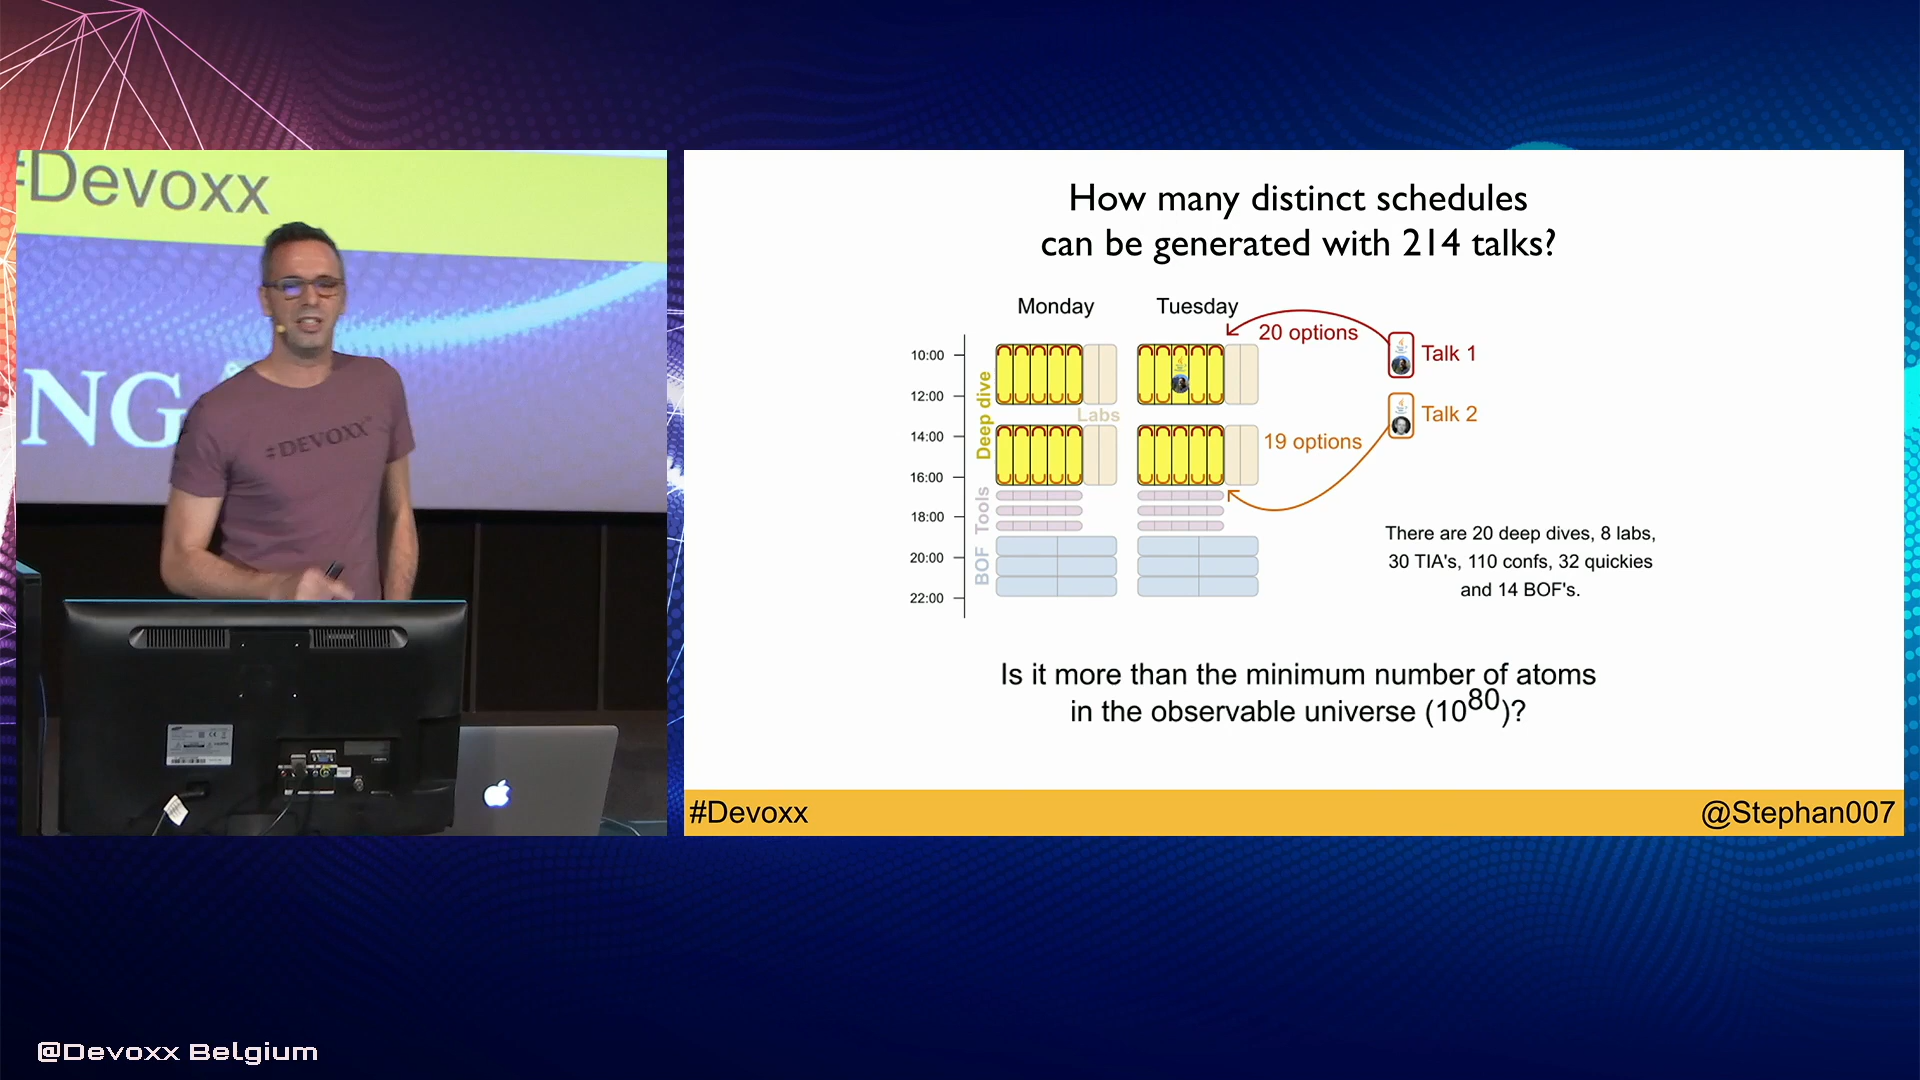 #Devoxx
NG
#DEVOXX
How many distinct schedules
can be generated with 214 talks?
Monday
Tuesday
20 options
Talk 1
10:00
12:00
Deep dive
Labs
Talk 2
14:00
19 options
16:00
Tools
18:00
There are 20 deep dives, 8 labs,
30 TIA's, 110 confs, 32 quickies
and 14 BOF's.
20:00
BOF
22:00
Is it more than the minimum number of atoms
in the observable universe (10^80)?
#Devoxx
@Stephan007
@Devoxx Belgium